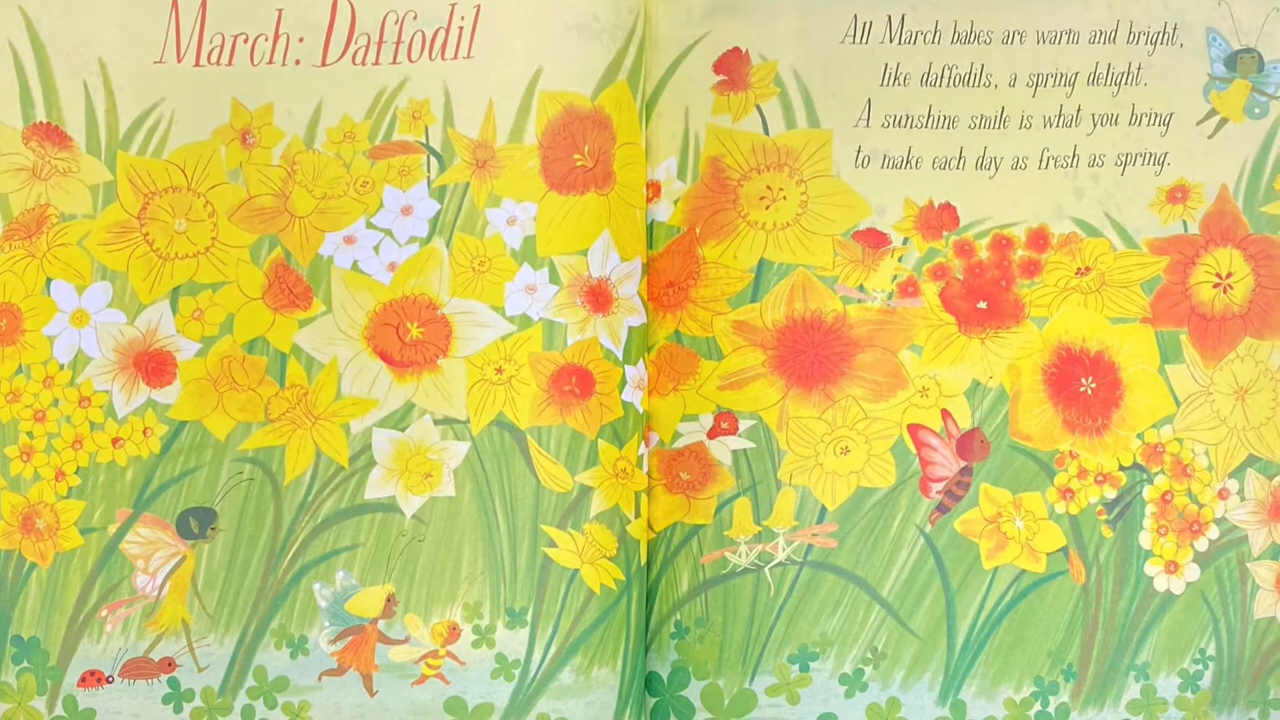 March: Daffodil
All March babes are warm and bright,
like daffodils, a spring delight.
A sunshine smile is what you bring
to make each day as fresh as spring.